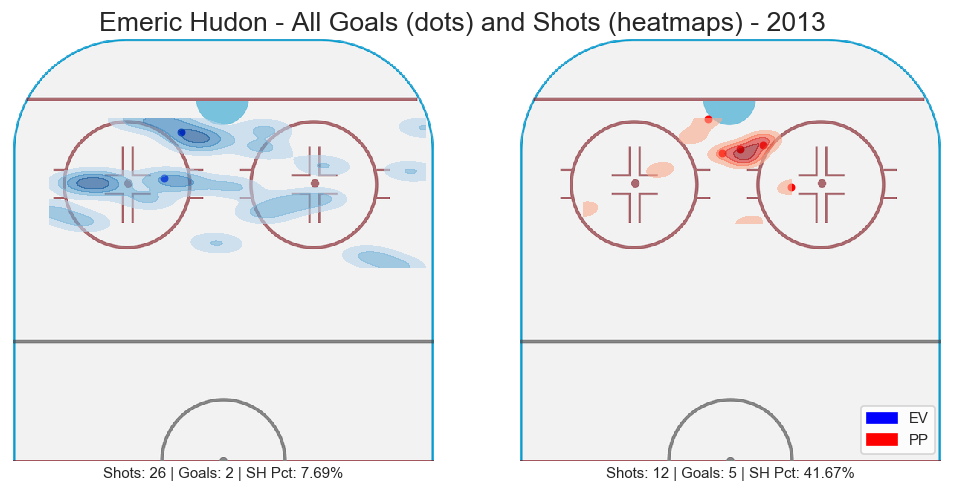 Emeric Hudon - All Goals (dots) and Shots (heatmaps) - 2013
EV
PP
Shots: 26 | Goals: 2 | SH Pct: 7.69%
Shots: 12 | Goals: 5 | SH Pct: 41.67%